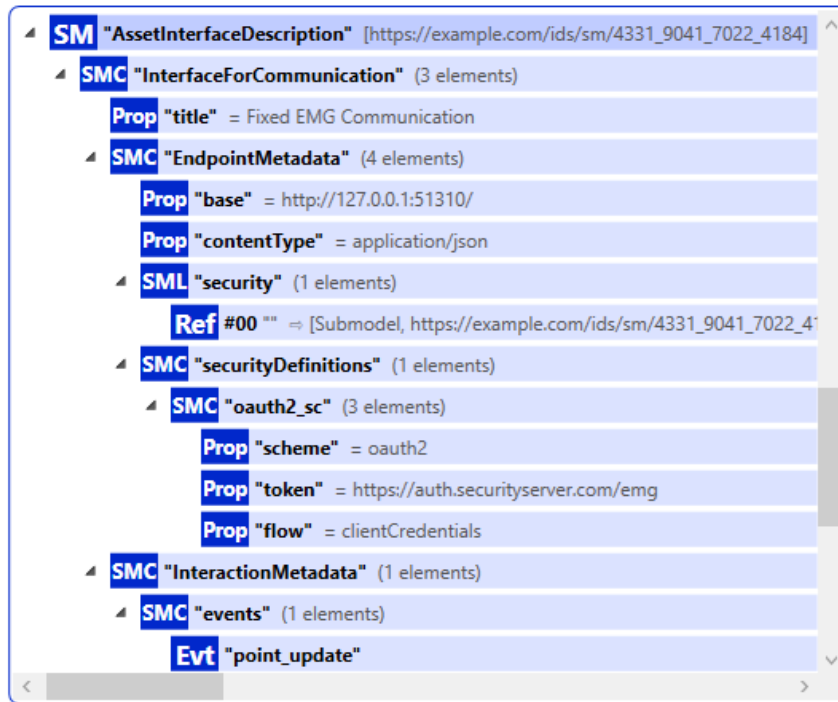 SM "AssetInterfaceDescription" [https://example.com/ids/sm/4331_9041_7022_4184]
SMC "InterfaceForCommunication" (3 elements)
Prop "title" = Fixed EMG Communication
SMC "EndpointMetadata" (4 elements)
Prop "base" = http://127.0.0.1:51310/
Prop "contentType" = application/json
SML "security" (1 elements)
Ref #00 "" ⇒ [Submodel, https://example.com/ids/sm/4331_9041_7022_41
SMC "securityDefinitions" (1 elements)
SMC "oauth2_sc" (3 elements)
Prop "scheme" = oauth2
Prop "token" = https://auth.securityserver.com/emg
Prop "flow" = clientCredentials
SMC "InteractionMetadata" (1 elements)
SMC "events" (1 elements)
Evt "point_update"